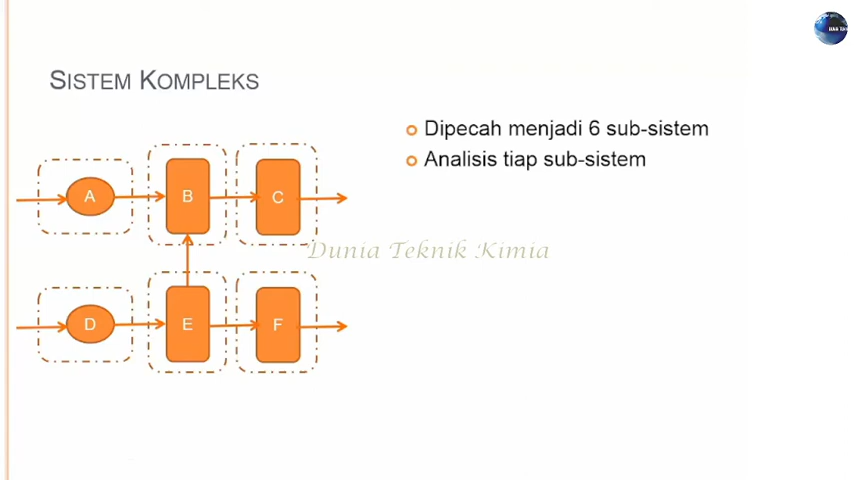 SISTEM KOMPLEKS
Dipecah menjadi 6 sub-sistem
Analisis tiap sub-sistem
A
B
C
Dunia Teknik Kimia
D
E
F